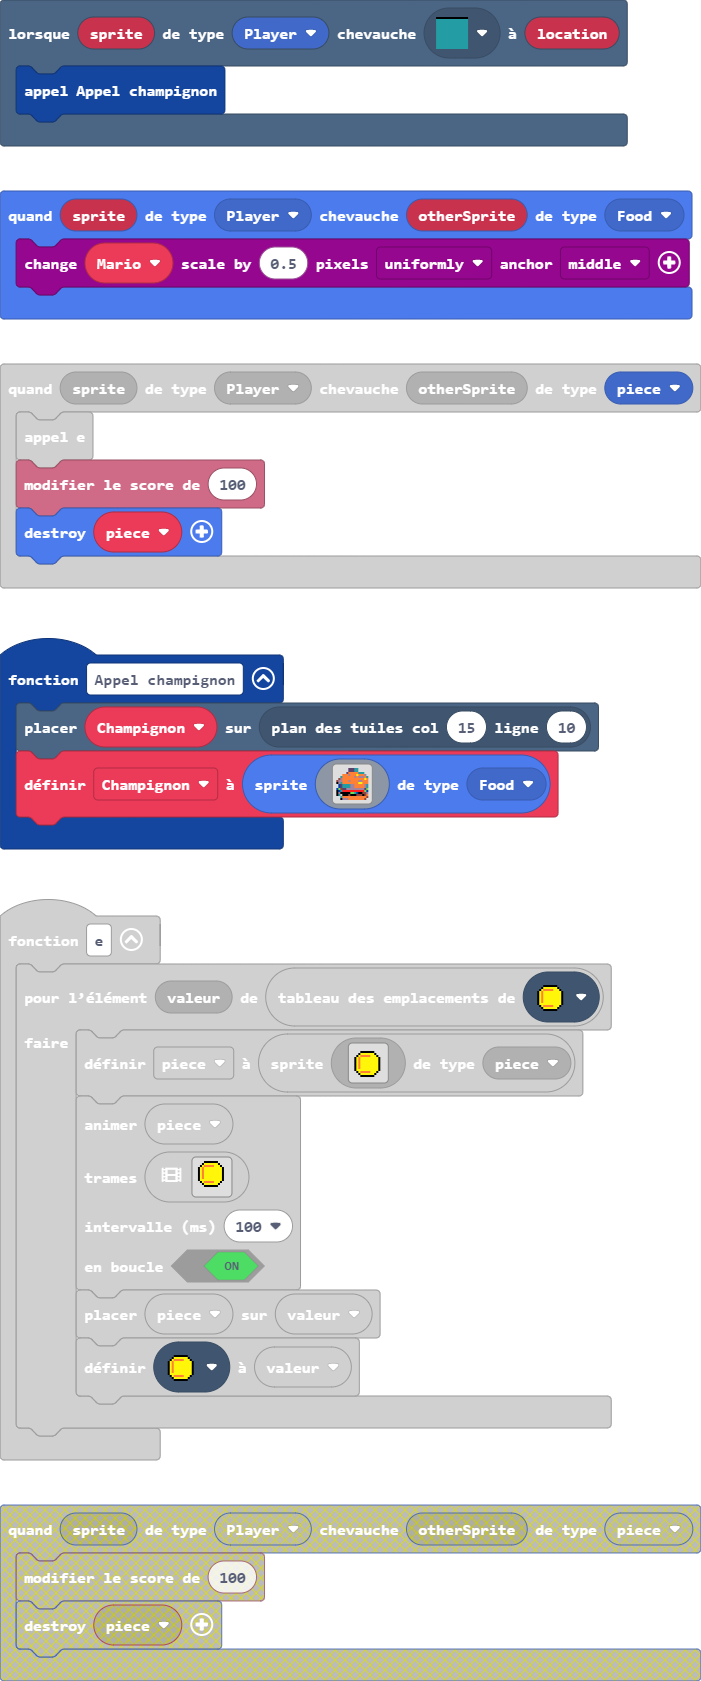 lorsque sprite de type Player chevauche à location
appel Appel champignon
quand sprite de type Player chevauche otherSprite de type Food
change Mario scale by 0.5 pixels uniformly anchor middle
quand sprite de type Player chevauche otherSprite de type piece
appel e
modifier le score de 100
destroy piece
fonction Appel champignon
placer Champignon sur plan des tuiles col 15 ligne 10
définir Champignon à sprite de type Food
fonction e
pour l'élément valeur de tableau des emplacements de
faire
définir piece à sprite de type piece
animer piece
trames
intervalle (ms) 100
en boucle ON
placer piece sur valeur
définir à valeur
quand sprite de type Player chevauche otherSprite de type piece
modifier le score de 100
destroy piece